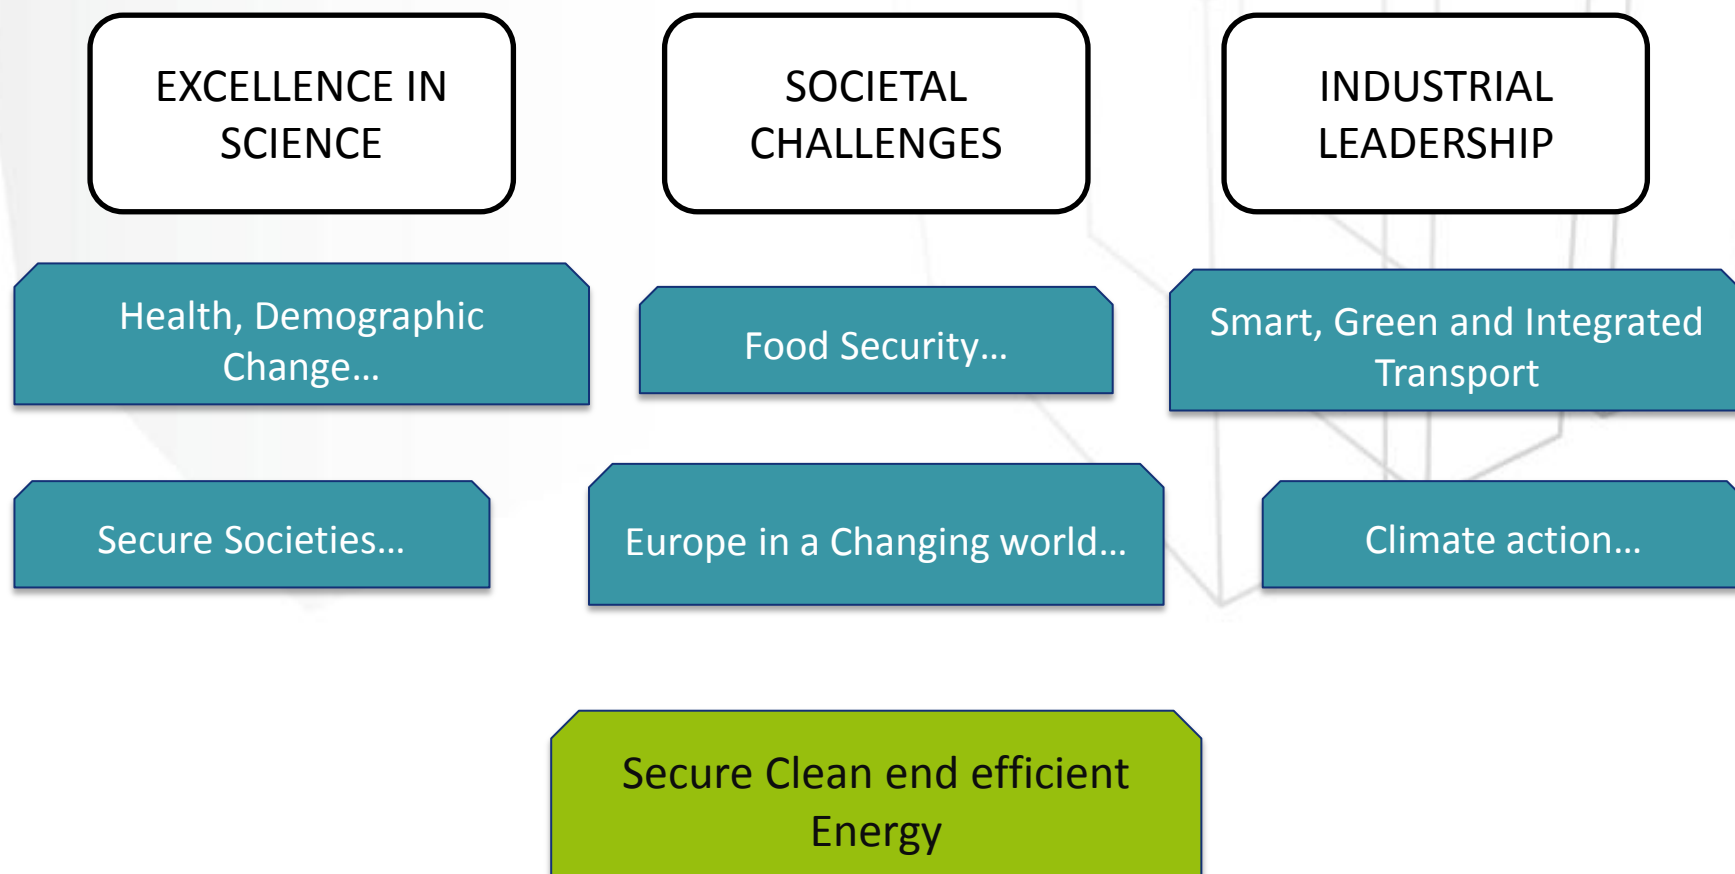 EXCELLENCE IN
SCIENCE
SOCIETAL
CHALLENGES
INDUSTRIAL
LEADERSHIP
Health, Demographic
Change...
Food Security...
Smart, Green and Integrated
Transport
Secure Societies...
Europe in a Changing world...
Climate action...
Secure Clean end efficient
Energy